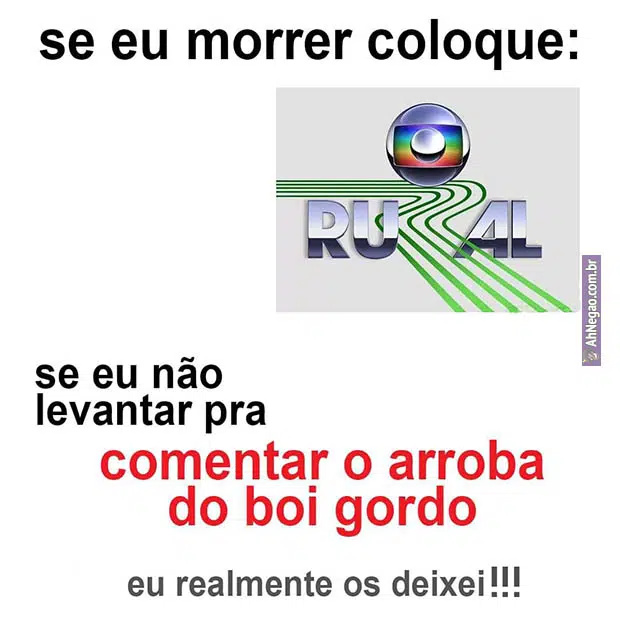 se eu morrer coloque:
RURAL
AhNegao.com.br
se eu não
levantar pra
comentar o arroba
do boi gordo
eu realmente os deixei!!!